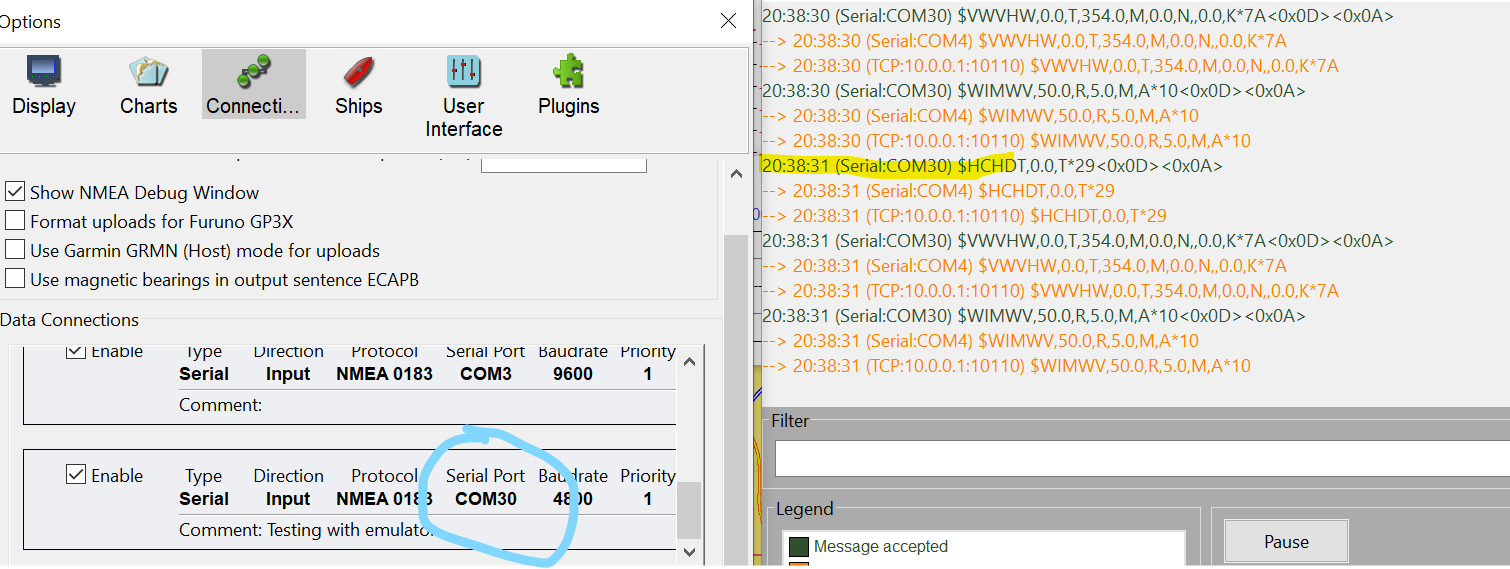 Options
Display Charts Connecti... Ships User Interface Plugins
Show NMEA Debug Window
Format uploads for Furuno GP3X
Use Garmin GRMN (Host) mode for uploads
Use magnetic bearings in output sentence ECAPB
Data Connections
Enable Type Direction Protocol Serial Port Baudrate Priority
Serial Input NMEA 0183 COM3 9600 1
Comment:
Enable Type Direction Protocol Serial Port Baudrate Priority
Serial Input NMEA 0183 COM30 4800 1
Comment: Testing with emulator
20:38:30 (Serial:COM30) $VWVHW,0.0,T,354.0,M,0.0,N,,0.0,K*7A<0x0D><0x0A>
--> 20:38:30 (Serial:COM4) $VWVHW,0.0,T,354.0,M,0.0,N,,0.0,K*7A
--> 20:38:30 (TCP:10.0.0.1:10110) $VWVHW,0.0,T,354.0,M,0.0,N,,0.0,K*7A
20:38:30 (Serial:COM30) $WIMWV,50.0,R,5.0,M,A*10<0x0D><0x0A>
--> 20:38:30 (Serial:COM4) $WIMWV,50.0,R,5.0,M,A*10
--> 20:38:30 (TCP:10.0.0.1:10110) $WIMWV,50.0,R,5.0,M,A*10
20:38:31 (Serial:COM30) $HCHDT,0.0,T*29<0x0D><0x0A>
--> 20:38:31 (Serial:COM4) $HCHDT,0.0,T*29
--> 20:38:31 (TCP:10.0.0.1:10110) $HCHDT,0.0,T*29
20:38:31 (Serial:COM30) $VWVHW,0.0,T,354.0,M,0.0,N,,0.0,K*7A<0x0D><0x0A>
--> 20:38:31 (Serial:COM4) $VWVHW,0.0,T,354.0,M,0.0,N,,0.0,K*7A
--> 20:38:31 (TCP:10.0.0.1:10110) $VWVHW,0.0,T,354.0,M,0.0,N,,0.0,K*7A
20:38:31 (Serial:COM30) $WIMWV,50.0,R,5.0,M,A*10<0x0D><0x0A>
--> 20:38:31 (Serial:COM4) $WIMWV,50.0,R,5.0,M,A*10
--> 20:38:31 (TCP:10.0.0.1:10110) $WIMWV,50.0,R,5.0,M,A*10
Filter
Legend
Message accepted
Pause